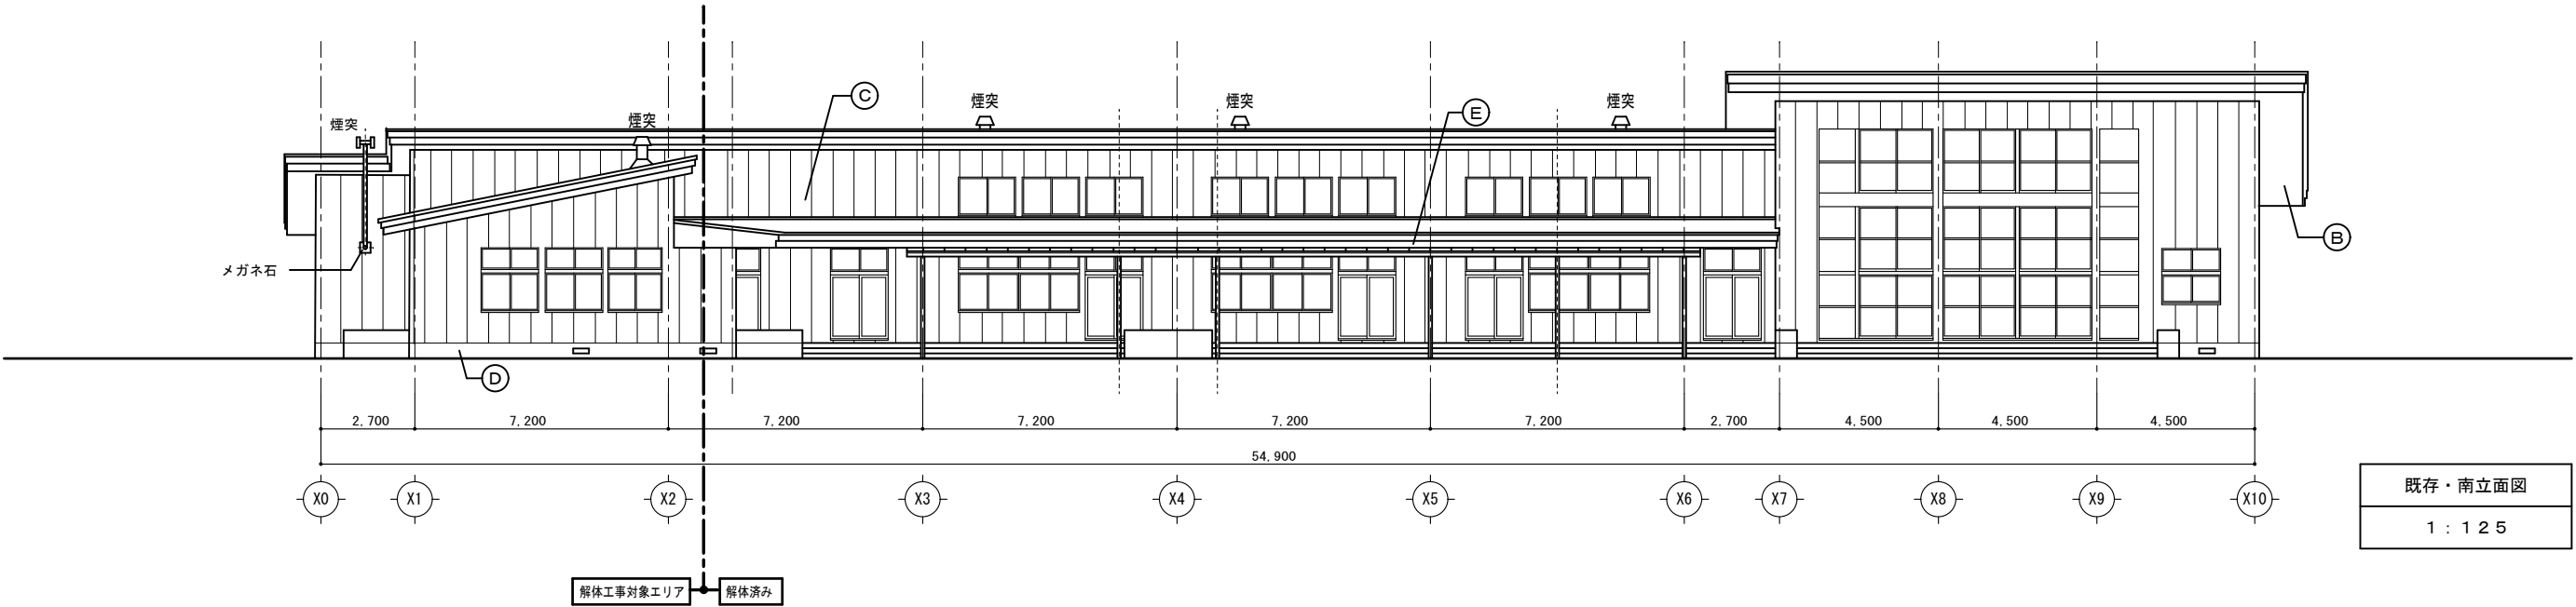 煙突
煙突
C
煙突
煙突
E
煙突
メガネ石
B
D
2,700
7,200
7,200
7,200
7,200
7,200
2,700
4,500
4,500
4,500
54,900
X0
X1
X2
X3
X4
X5
X6
X7
X8
X9
X10
既存・南立面図
1:125
解体工事対象エリア
解体済み